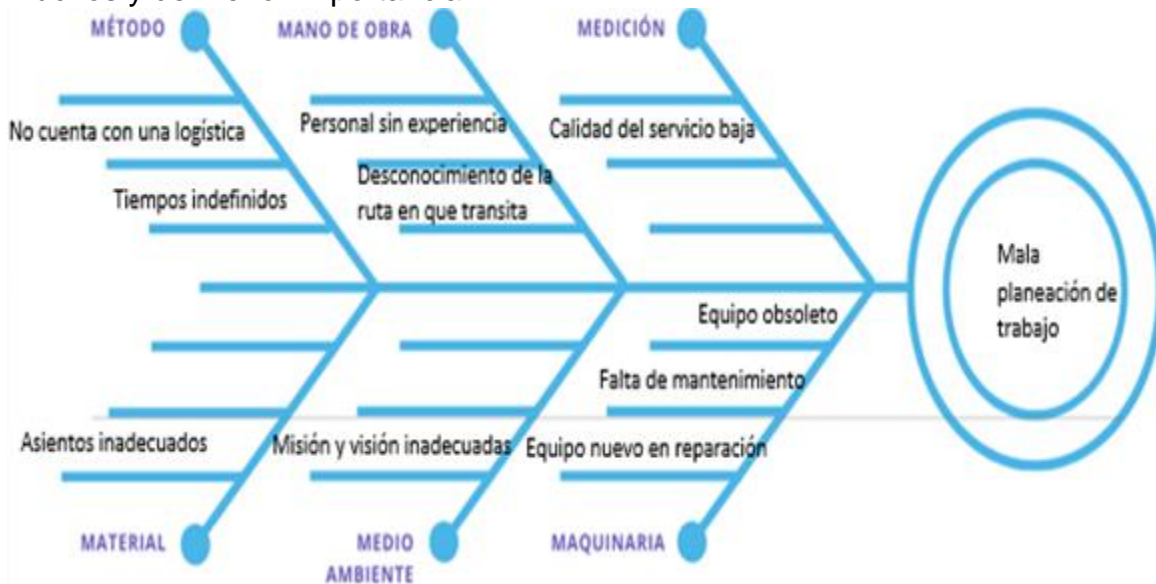 MÉTODO
MANO DE OBRA
MEDICIÓN
No cuenta con una logística
Personal sin experiencia
Calidad del servicio baja
Tiempos indefinidos
Desconocimiento de la
ruta en que transita
Mala
planeación de
trabajo
Equipo obsoleto
Falta de mantenimiento
Asientos inadecuados
Misión y visión inadecuadas
Equipo nuevo en reparación
MATERIAL
MEDIO
AMBIENTE
MAQUINARIA